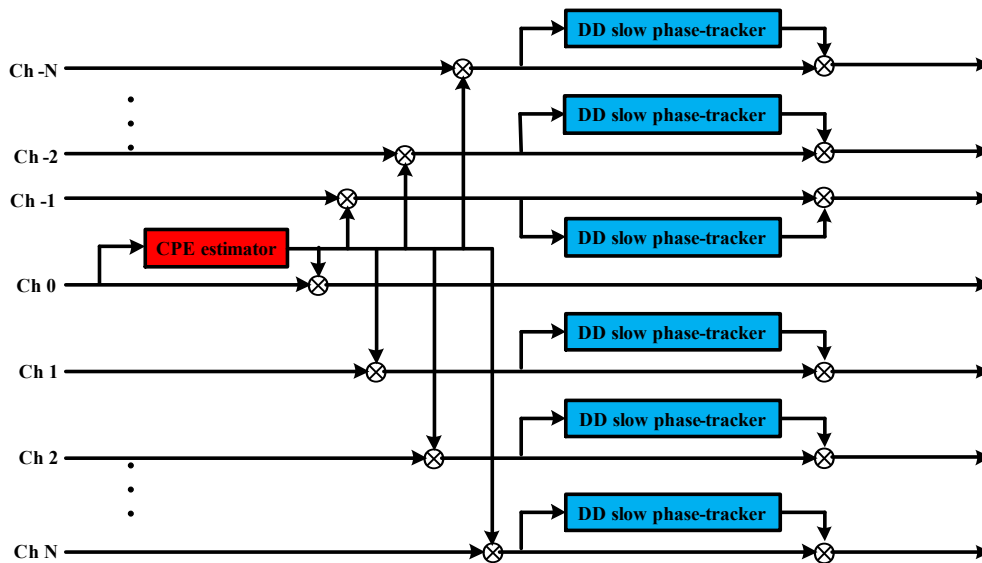 DD slow phase-tracker
Ch -N
DD slow phase-tracker
Ch -2
Ch -1
DD slow phase-tracker
CPE estimator
Ch 0
DD slow phase-tracker
Ch 1
DD slow phase-tracker
Ch 2
DD slow phase-tracker
Ch N